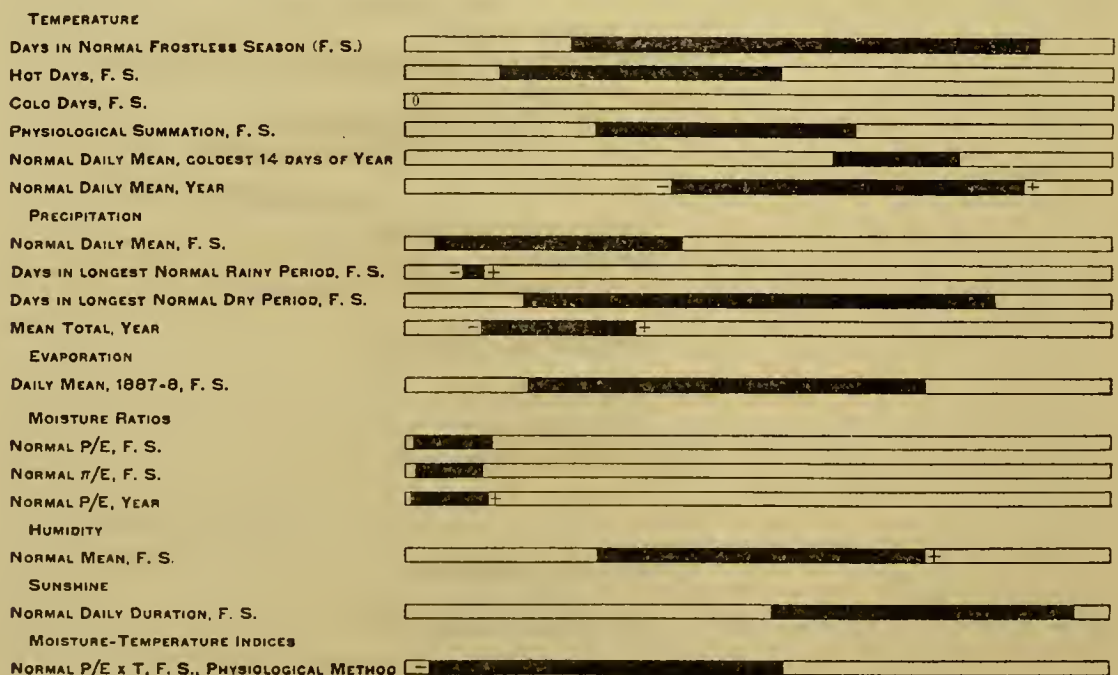 TEMPERATURE
DAYS IN NORMAL FROSTLESS SEASON (F. S.)
HOT DAYS, F. S.
COLD DAYS, F. S. 0
PHYSIOLOGICAL SUMMATION, F. S.
NORMAL DAILY MEAN, COLDEST 14 DAYS OF YEAR
NORMAL DAILY MEAN, YEAR − +
PRECIPITATION
NORMAL DAILY MEAN, F. S.
DAYS IN LONGEST NORMAL RAINY PERIOD, F. S. − +
DAYS IN LONGEST NORMAL DRY PERIOD, F. S.
MEAN TOTAL, YEAR − +
EVAPORATION
DAILY MEAN, 1887-8, F. S.
MOISTURE RATIOS
NORMAL P/E, F. S.
NORMAL π/E, F. S.
NORMAL P/E, YEAR +
HUMIDITY
NORMAL MEAN, F. S. +
SUNSHINE
NORMAL DAILY DURATION, F. S.
MOISTURE-TEMPERATURE INDICES
NORMAL P/E x T, F. S., PHYSIOLOGICAL METHOD −